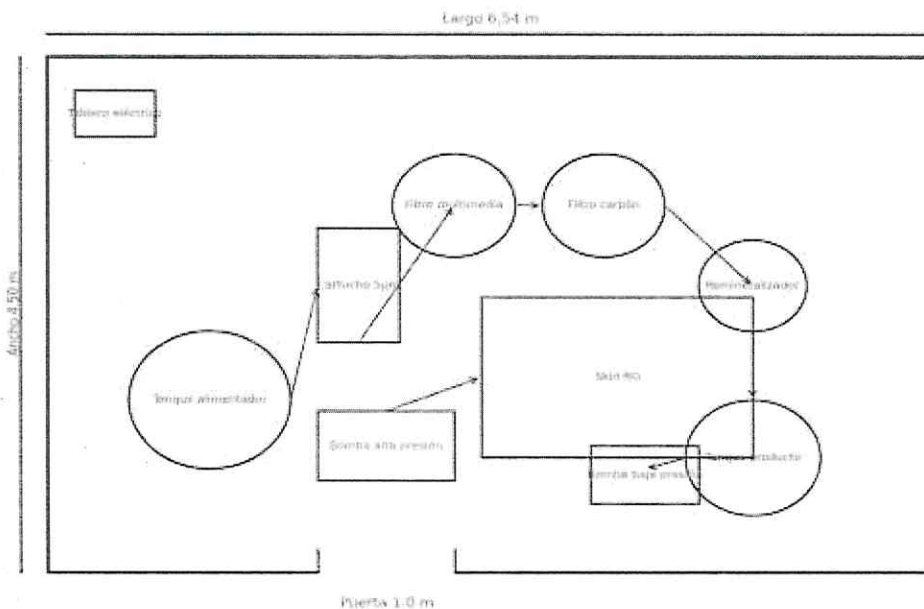 Largo 6,54 m
Tablero eléctrico
Filtro multimedia
Filtro carbón
Cartucho 5µm
Remineralizador
Ancho 4,50 m
Skid RO
Tanque alimentador
Bomba alta presión
Tanque producto
Bomba baja presión
Puerta 1.0 m